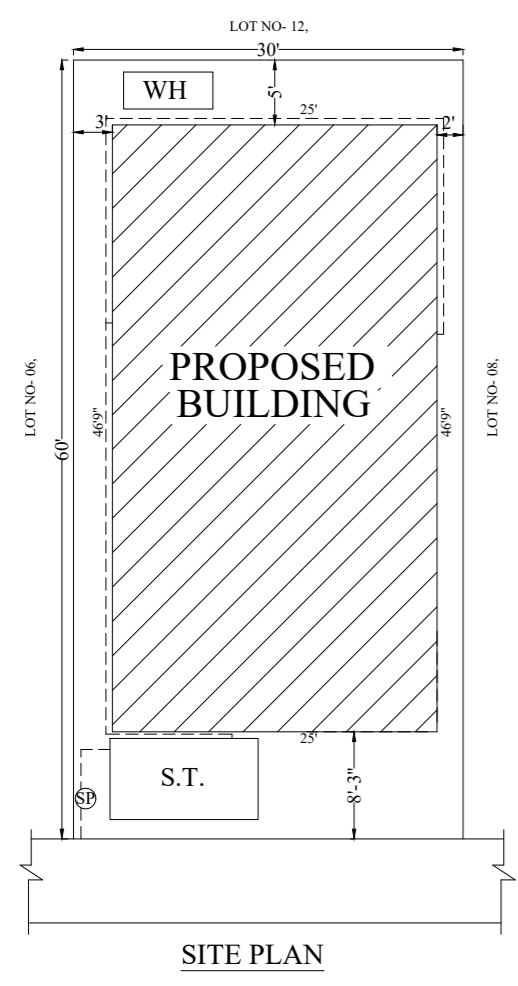 LOT NO- 12,
30'
WH
5'
25'
3'
2'
PROPOSED
BUILDING
LOT NO- 06,
60'
46'9"
46'9"
LOT NO- 08,
25'
S.T.
SP
8'-3"
SITE PLAN